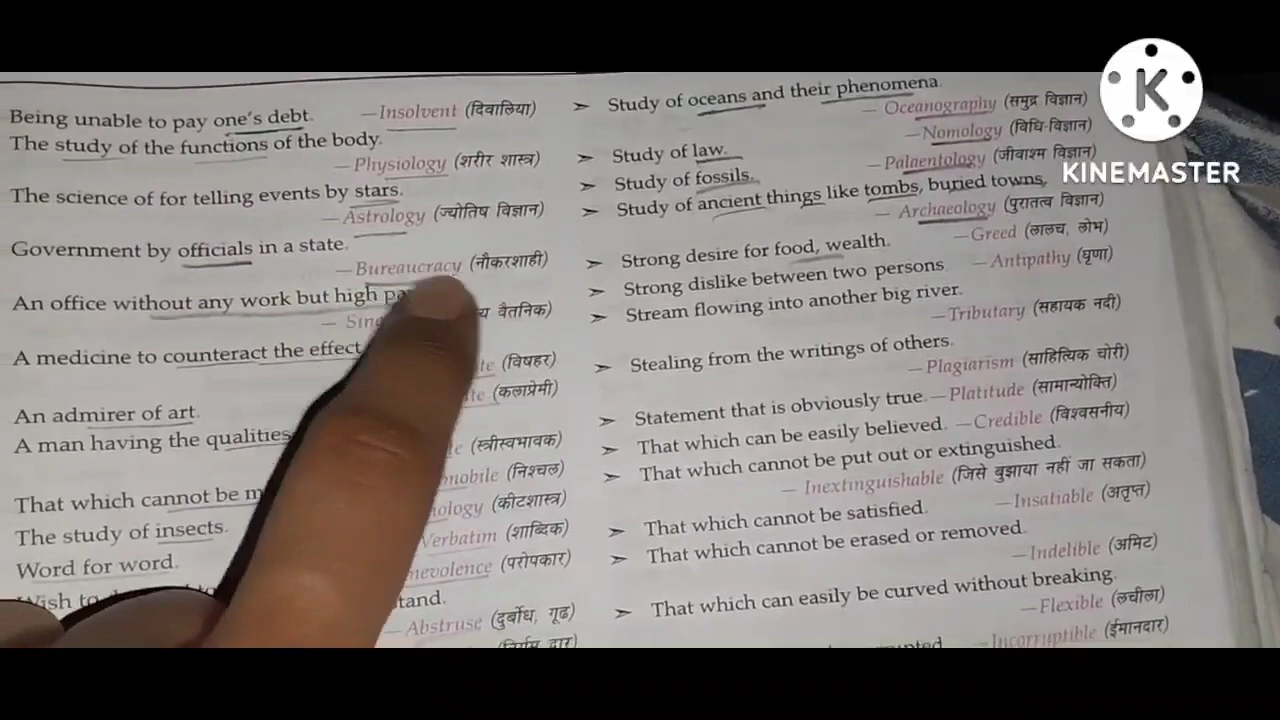 Being unable to pay one's debt.
—Insolvent (दिवालिया)
The study of the functions of the body.
—Physiology (शरीर शास्त्र)
The science of for telling events by stars.
—Astrology (ज्योतिष विज्ञान)
Government by officials in a state.
—Bureaucracy (नौकरशाही)
An office without any work but high
वैतनिक)
A medicine to counteract the effect
(विषहर)
An admirer of art.
(कलाप्रेमी)
A man having the qualities
(स्त्रीस्वभावक)
That which cannot be
(निश्चल)
The study of insects.
(कीटशास्त्र)
Word for word.
Verbatim (शाब्दिक)
Wish
(परोपकार)
—Abstruse (दुर्बोध, गूढ)
➢ Study of oceans and their phenomena.
—Oceanography (समुद्र विज्ञान)
➢ Study of law.
—Nomology (विधि-विज्ञान)
➢ Study of fossils.
—Palaentology (जीवाश्म विज्ञान)
➢ Study of ancient things like tombs, buried towns,
—Archaeology (पुरातत्व विज्ञान)
➢ Strong desire for food, wealth.
—Greed (लालच, लोभ)
➢ Strong dislike between two persons
—Antipathy (घृणा)
➢ Stream flowing into another big river.
—Tributary (सहायक नदी)
➢ Stealing from the writings of others.
—Plagiarism (साहित्यिक चोरी)
➢ Statement that is obviously true.—Platitude (सामान्योक्ति)
➢ That which can be easily believed. —Credible (विश्वसनीय)
➢ That which cannot be put out or extinguished.
— Inextinguishable (जिसे बुझाया नहीं जा सकता)
➢ That which cannot be satisfied.
—Insatiable (अतृप्त)
➢ That which cannot be erased or removed.
—Indelible (अमिट)
➢ That which can easily be curved without breaking.
—Flexible (लचीला)
—Incorruptible (ईमानदार)
K
KINEMASTER